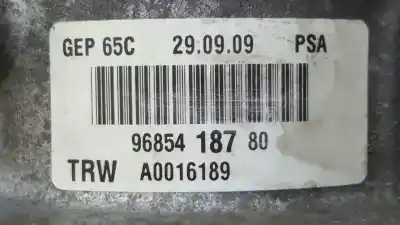 GEP 65C 29.09.09 PSA
96854 187 80
TRW A0016189